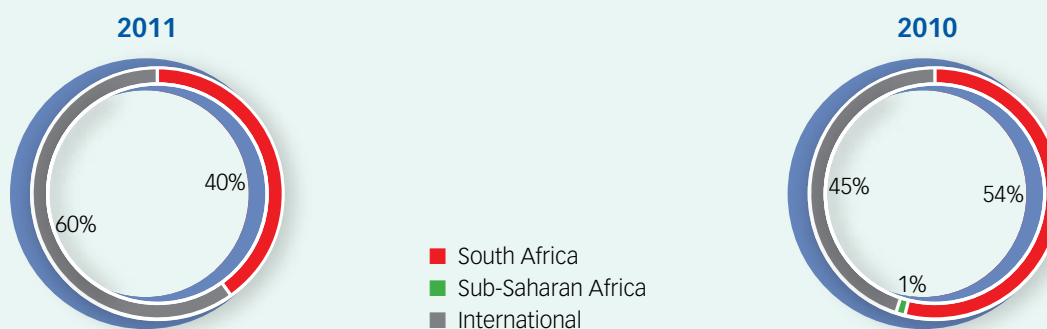 2011
2010
40%
60%
45%
54%
1%
South Africa
Sub-Saharan Africa
International